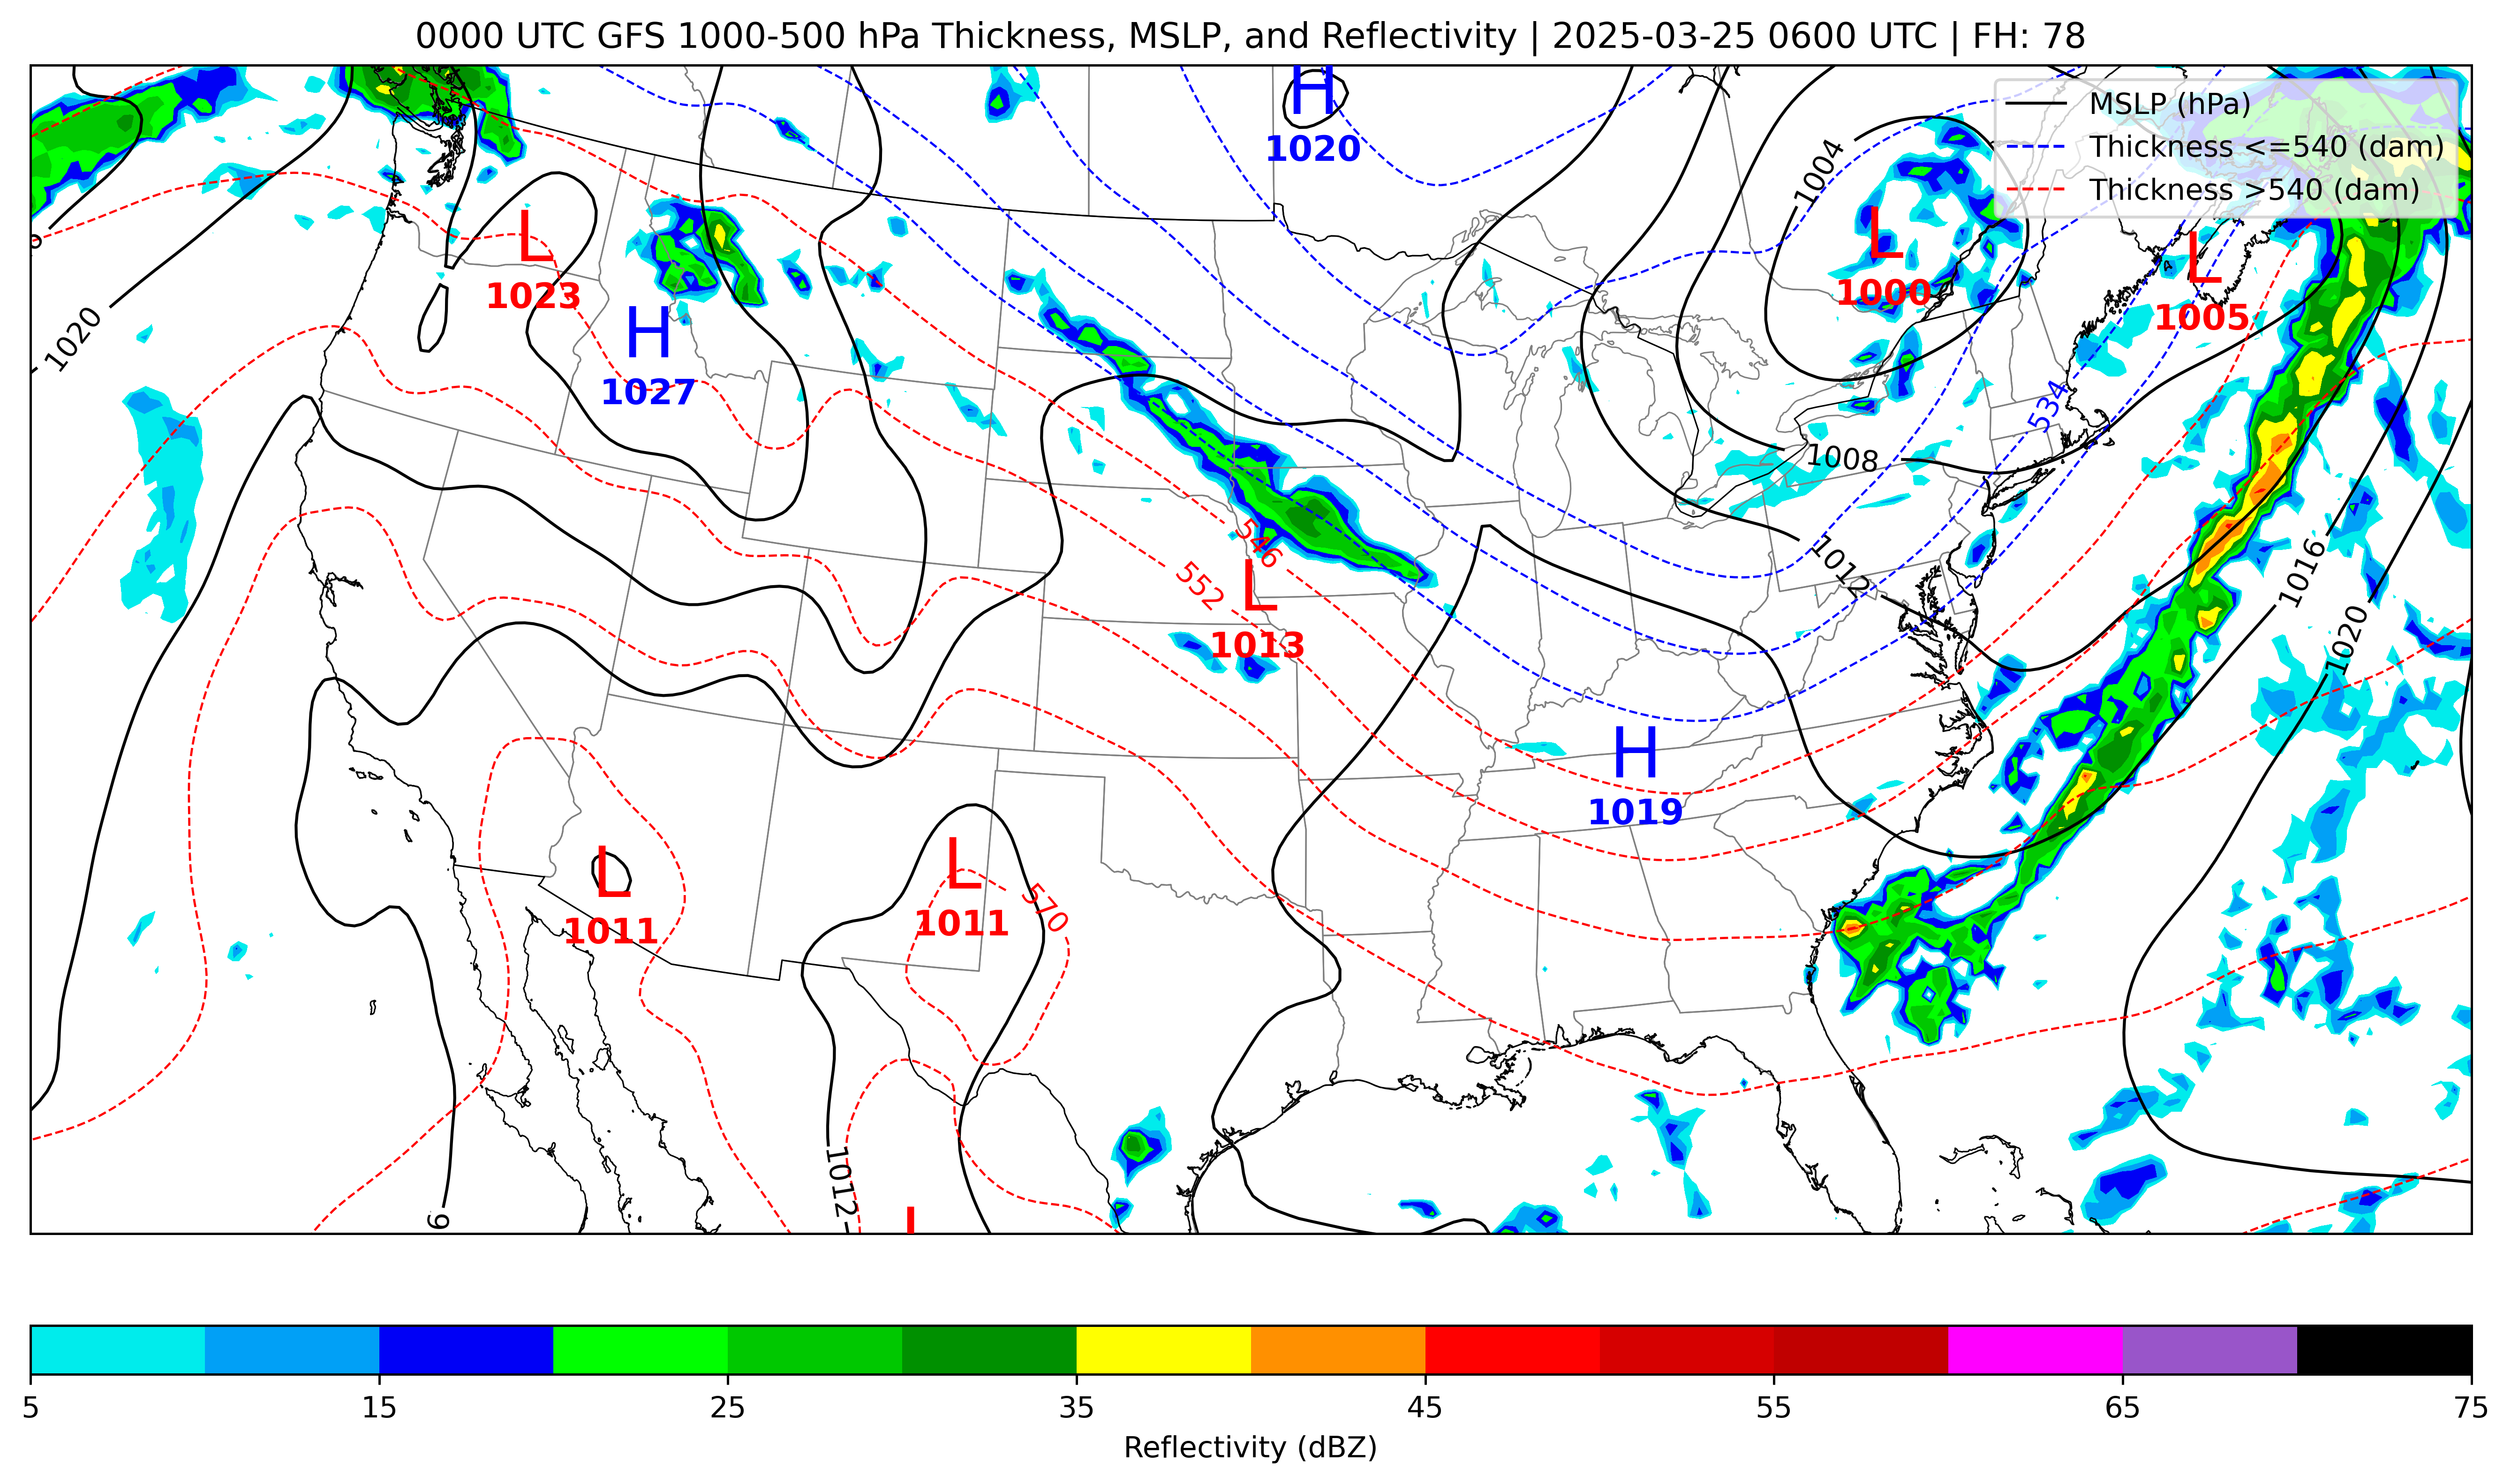 0000 UTC GFS 1000-500 hPa Thickness, MSLP, and Reflectivity | 2025-03-25 0600 UTC | FH: 78
MSLP (hPa)
Thickness <=540 (dam)
Thickness >540 (dam)
H
1020
1004
L
1023
L
1000
L
1005
1020
H
1027
534
1008
546
552
L
1013
1012
1016
1020
H
1019
L
1011
L
1011
570
1012
L
5
15
25
35
45
55
65
75
Reflectivity (dBZ)